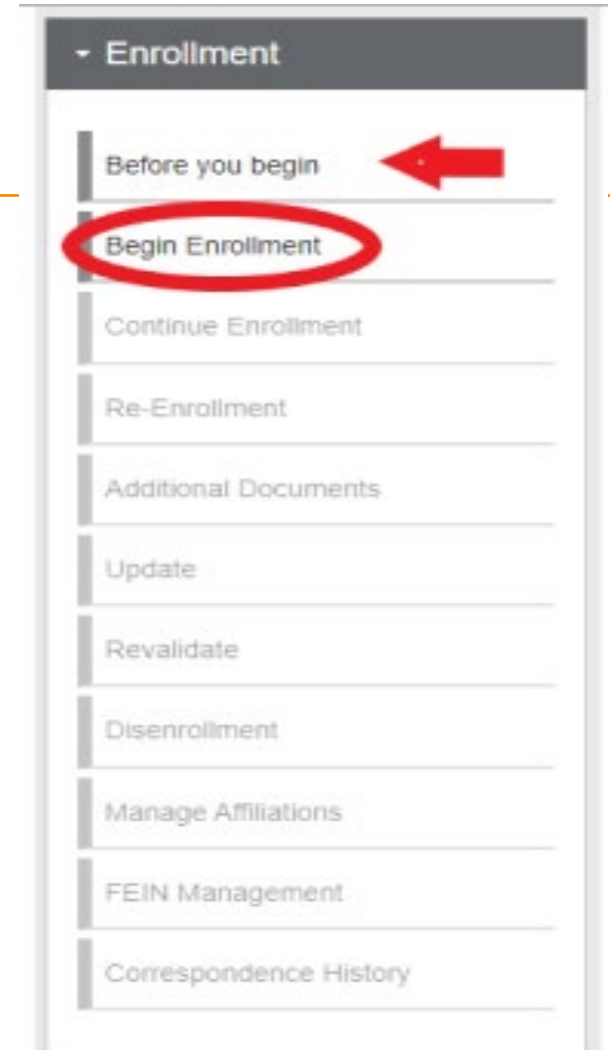 Enrollment
Before you begin
Begin Enrollment
Continue Enrollment
Re-Enrollment
Additional Documents
Update
Revalidate
Disenrollment
Manage Affiliations
FEIN Management
Correspondence History